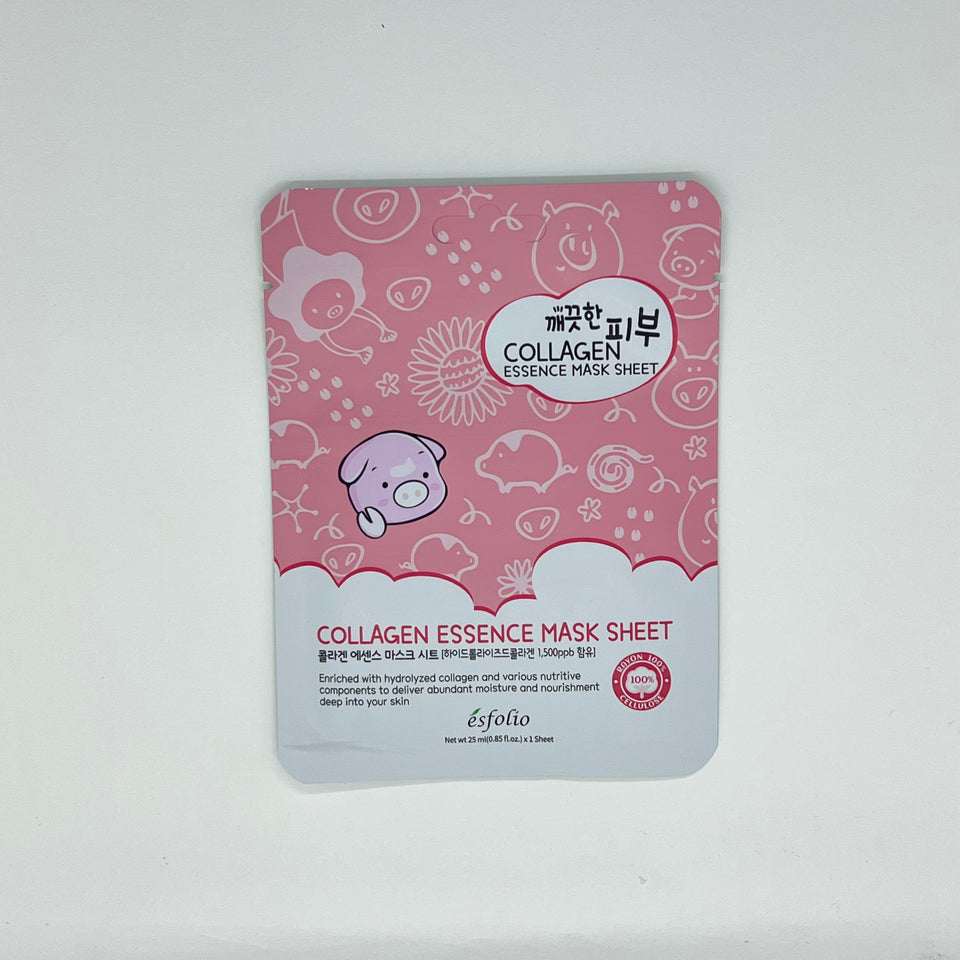 깨끗한 피부
COLLAGEN
ESSENCE MASK SHEET
COLLAGEN ESSENCE MASK SHEET
콜라겐 에센스 마스크 시트 [하이드롤라이즈드콜라겐 1,500ppb 함유]
Enriched with hydrolyzed collagen and various nutritive
components to deliver abundant moisture and nourishment
deep into your skin
RAYON 100%
100%
CELLULOSE
esfolio
Net wt 25 ml(0.85 fl.oz.) x 1 Sheet